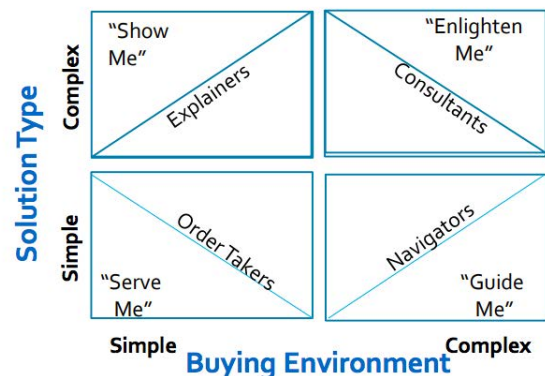 “Show
Me”
Explainers
“Enlighten
Me”
Consultants
Complex
Solution Type
Simple
Order Takers
“Serve
Me”
Navigators
“Guide
Me”
Simple
Complex
Buying Environment